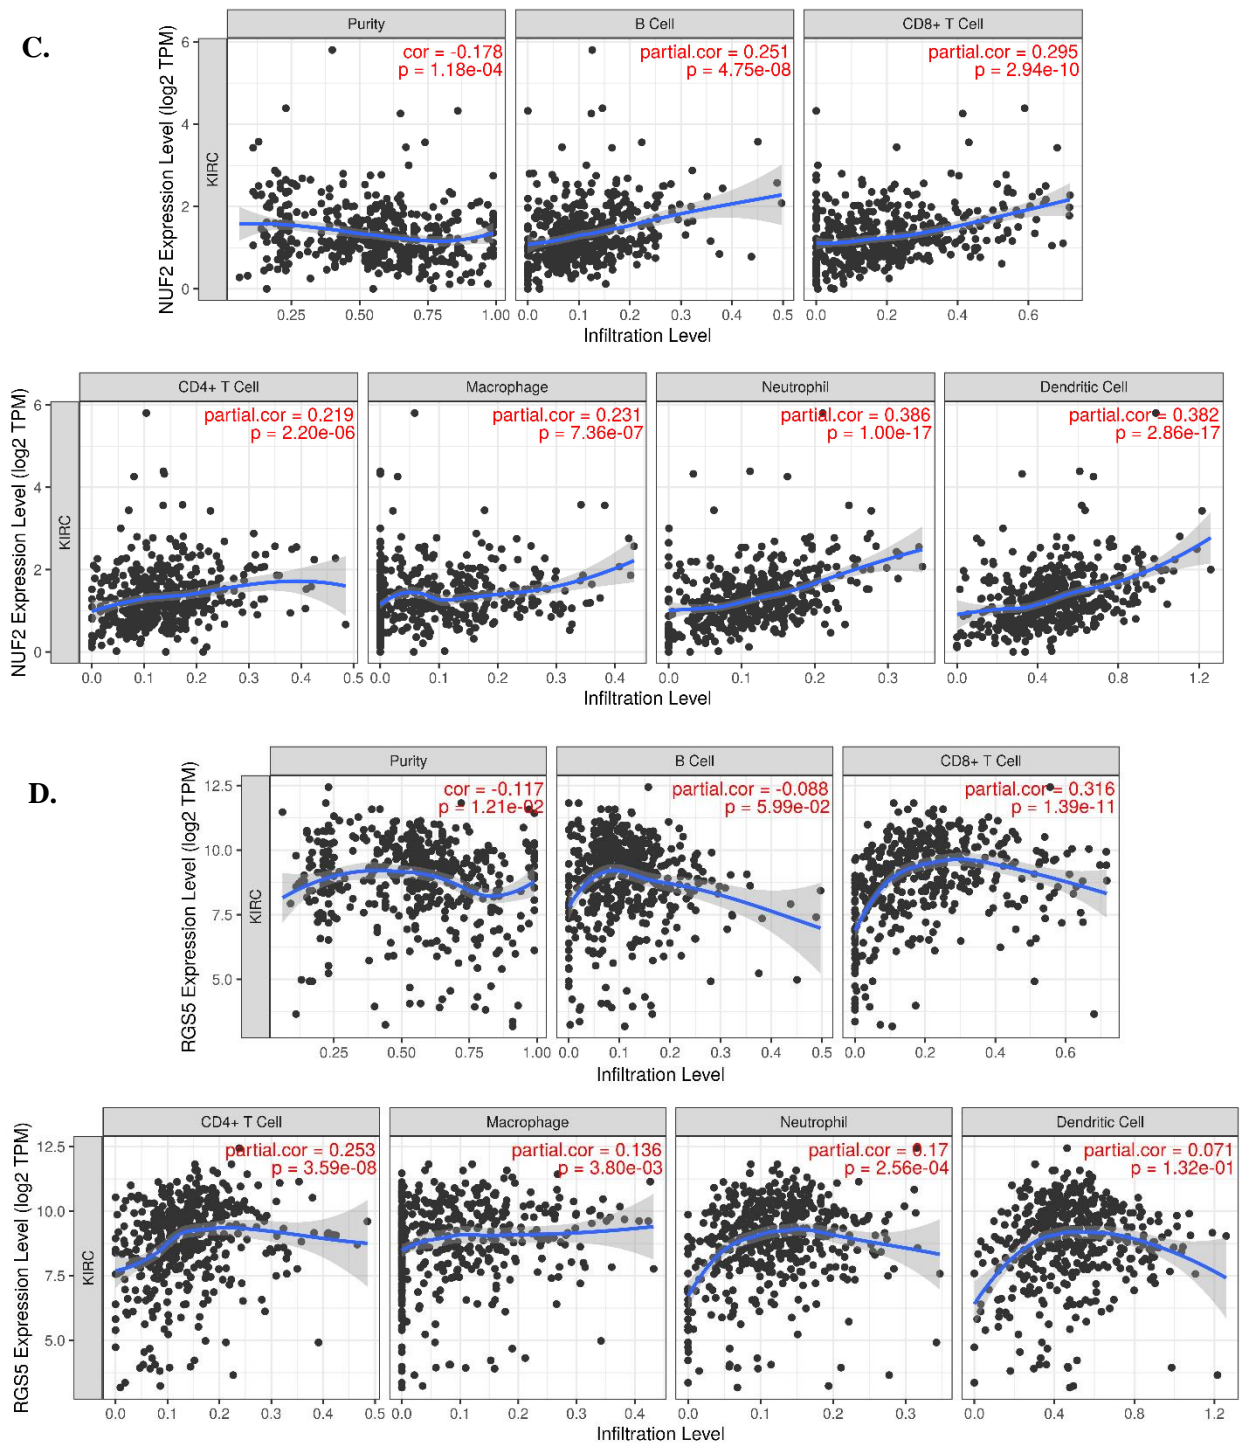 C.
Purity
B Cell
CD8+ T Cell
cor = -0.178
p = 1.18e-04
partial.cor = 0.251
p = 4.75e-08
partial.cor = 0.295
p = 2.94e-10
NUF2 Expression Level (log2 TPM)
KIRC
6
4
2
0
0.25 0.50 0.75 1.00
0.0 0.1 0.2 0.3 0.4 0.5
0.0 0.2 0.4 0.6
Infiltration Level
CD4+ T Cell
Macrophage
Neutrophil
Dendritic Cell
partial.cor = 0.219
p = 2.20e-06
partial.cor = 0.231
p = 7.36e-07
partial.cor = 0.386
p = 1.00e-17
partial.cor = 0.382
p = 2.86e-17
NUF2 Expression Level (log2 TPM)
KIRC
6
4
2
0
0.0 0.1 0.2 0.3 0.4 0.5
0.0 0.1 0.2 0.3 0.4
0.0 0.1 0.2 0.3
0.0 0.4 0.8 1.2
Infiltration Level
D.
Purity
B Cell
CD8+ T Cell
cor = -0.117
p = 1.21e-02
partial.cor = -0.088
p = 5.99e-02
partial.cor = 0.316
p = 1.39e-11
RGS5 Expression Level (log2 TPM)
KIRC
12.5
10.0
7.5
5.0
0.25 0.50 0.75 1.00
0.0 0.1 0.2 0.3 0.4 0.5
0.0 0.2 0.4 0.6
Infiltration Level
CD4+ T Cell
Macrophage
Neutrophil
Dendritic Cell
partial.cor = 0.253
p = 3.59e-08
partial.cor = 0.136
p = 3.80e-03
partial.cor = 0.17
p = 2.56e-04
partial.cor = 0.071
p = 1.32e-01
RGS5 Expression Level (log2 TPM)
KIRC
12.5
10.0
7.5
5.0
0.0 0.1 0.2 0.3 0.4 0.5
0.0 0.1 0.2 0.3 0.4
0.0 0.1 0.2 0.3
0.0 0.4 0.8 1.2
Infiltration Level